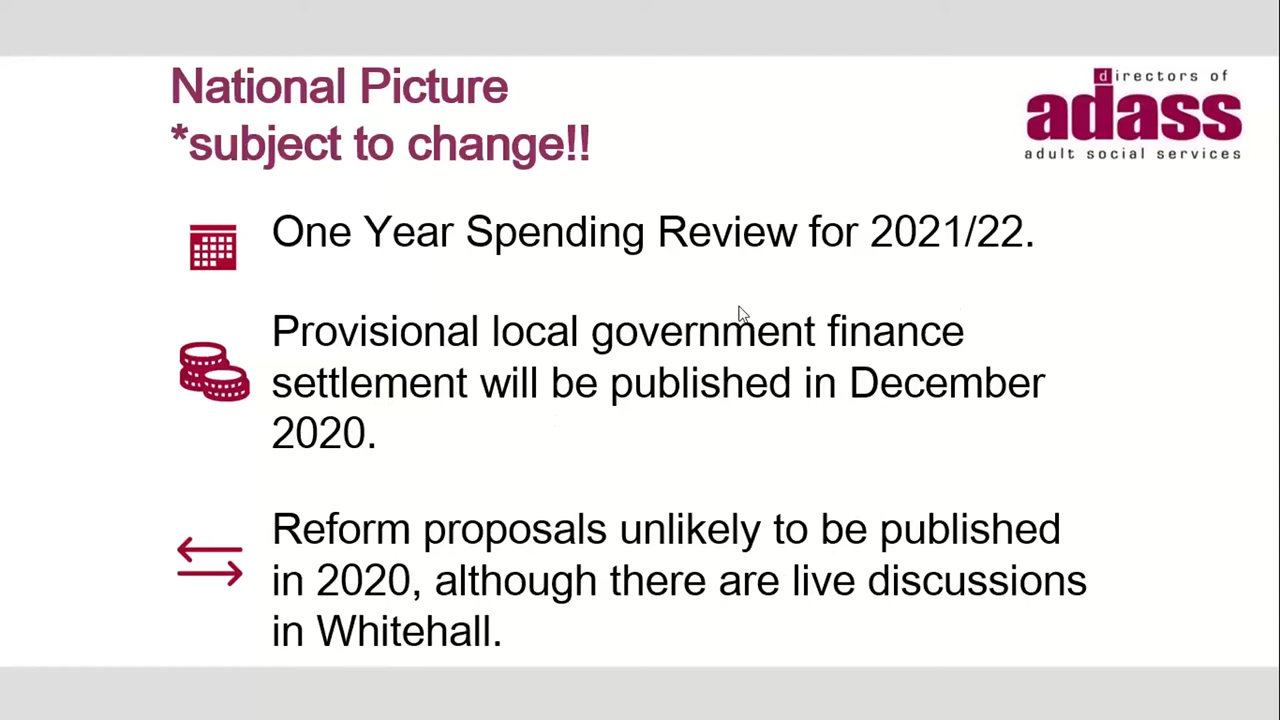 National Picture
*subject to change!!
directors of
adass
adult social services
One Year Spending Review for 2021/22.
Provisional local government finance
settlement will be published in December
2020.
Reform proposals unlikely to be published
in 2020, although there are live discussions
in Whitehall.